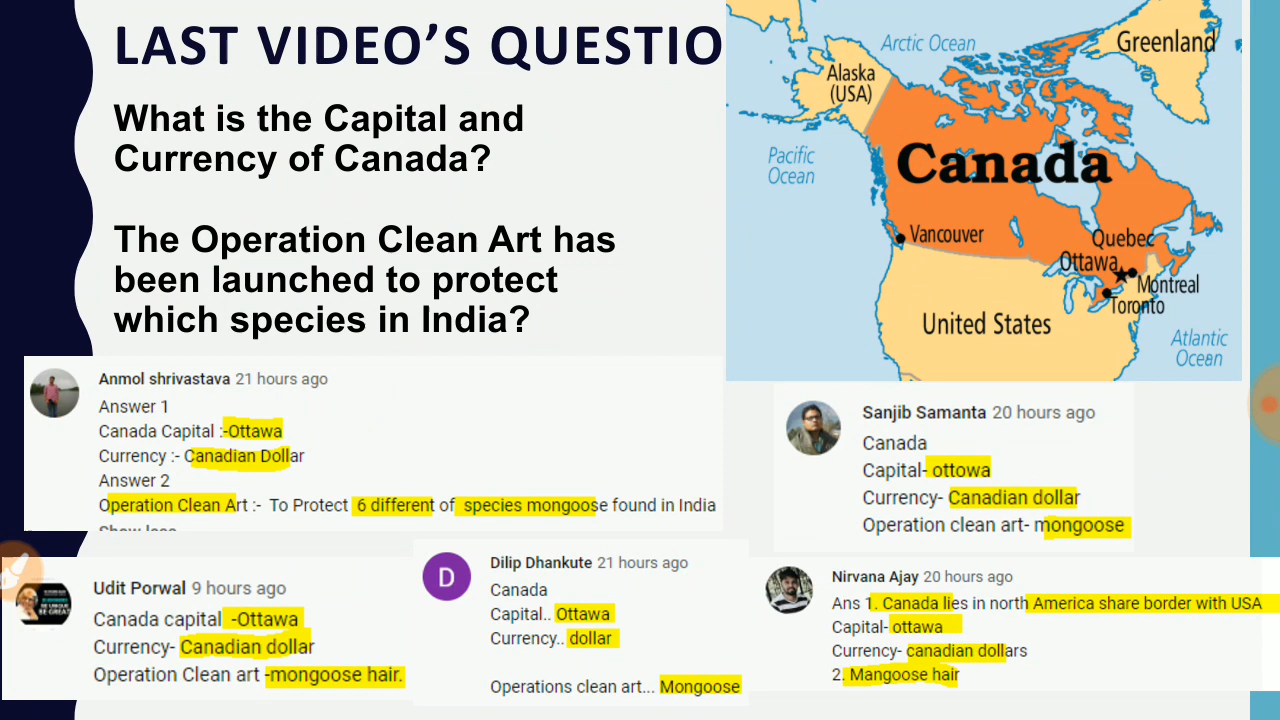 LAST VIDEO’S QUESTIO
What is the Capital and
Currency of Canada?
The Operation Clean Art has
been launched to protect
which species in India?
Arctic Ocean
Greenland
Alaska
(USA)
Pacific
Ocean
Canada
Vancouver
Quebec
Ottawa
Montreal
Toronto
United States
Atlantic
Ocean
Anmol shrivastava 21 hours ago
Answer 1
Canada Capital :-Ottawa
Currency :- Canadian Dollar
Answer 2
Operation Clean Art :- To Protect 6 different of species mongoose found in India
Show less
Sanjib Samanta 20 hours ago
Canada
Capital- ottowa
Currency- Canadian dollar
Operation clean art- mongoose
BE UNIQUE
BE GREAT
Udit Porwal 9 hours ago
Canada capital -Ottawa
Currency- Canadian dollar
Operation Clean art -mongoose hair.
D
Dilip Dhankute 21 hours ago
Canada
Capital.. Ottawa
Currency.. dollar
Operations clean art... Mongoose
Nirvana Ajay 20 hours ago
Ans 1. Canada lies in north America share border with USA
Capital- ottawa
Currency- canadian dollars
2. Mangoose hair